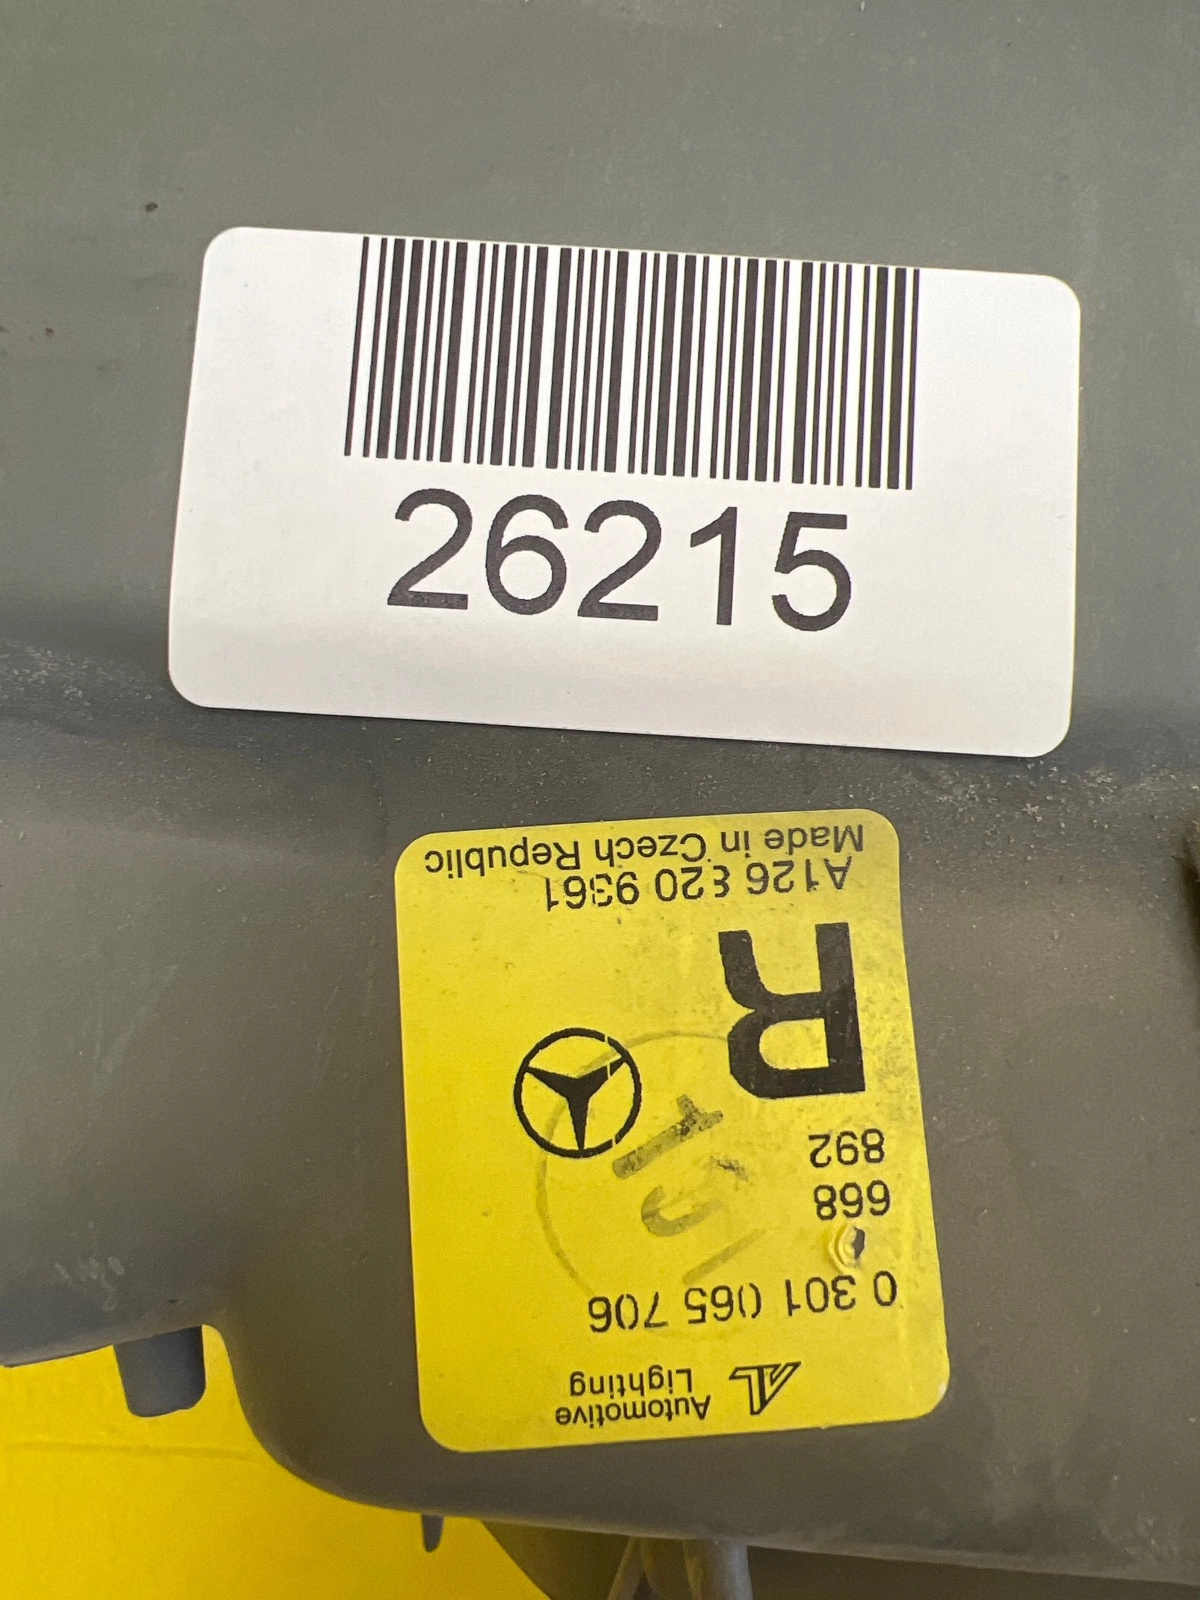 26215
Automotive
Lighting
0 301 065 706
668
892
R
A126 820 9361
Made in Czech Republic